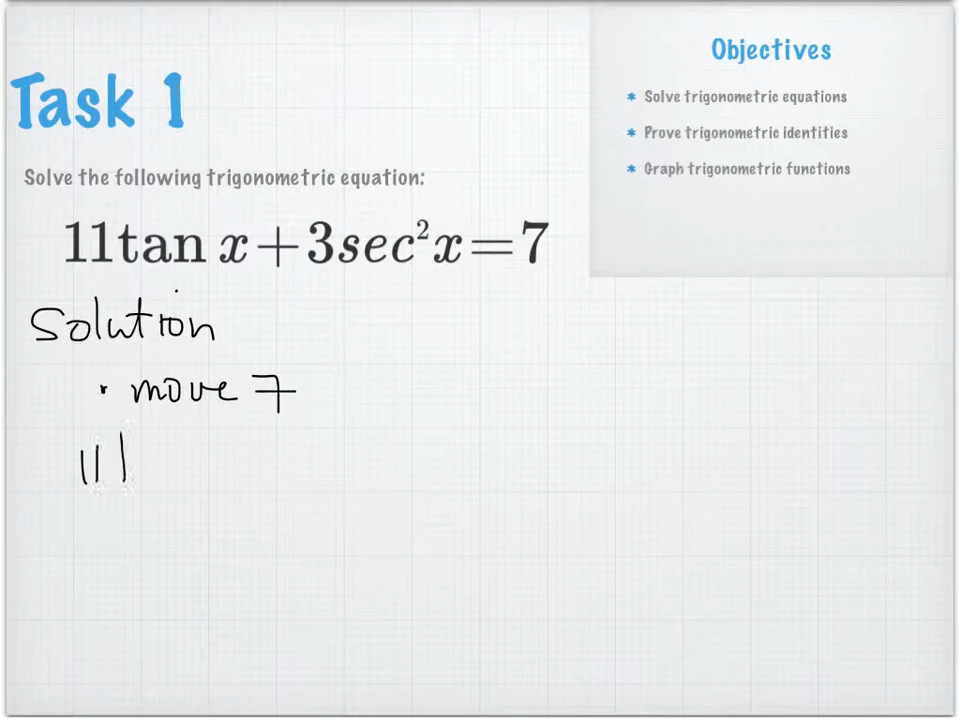 Task 1
Solve the following trigonometric equation:
11tan x+3sec²x=7
Solution
· move 7
11
Objectives
* Solve trigonometric equations
* Prove trigonometric identities
* Graph trigonometric functions